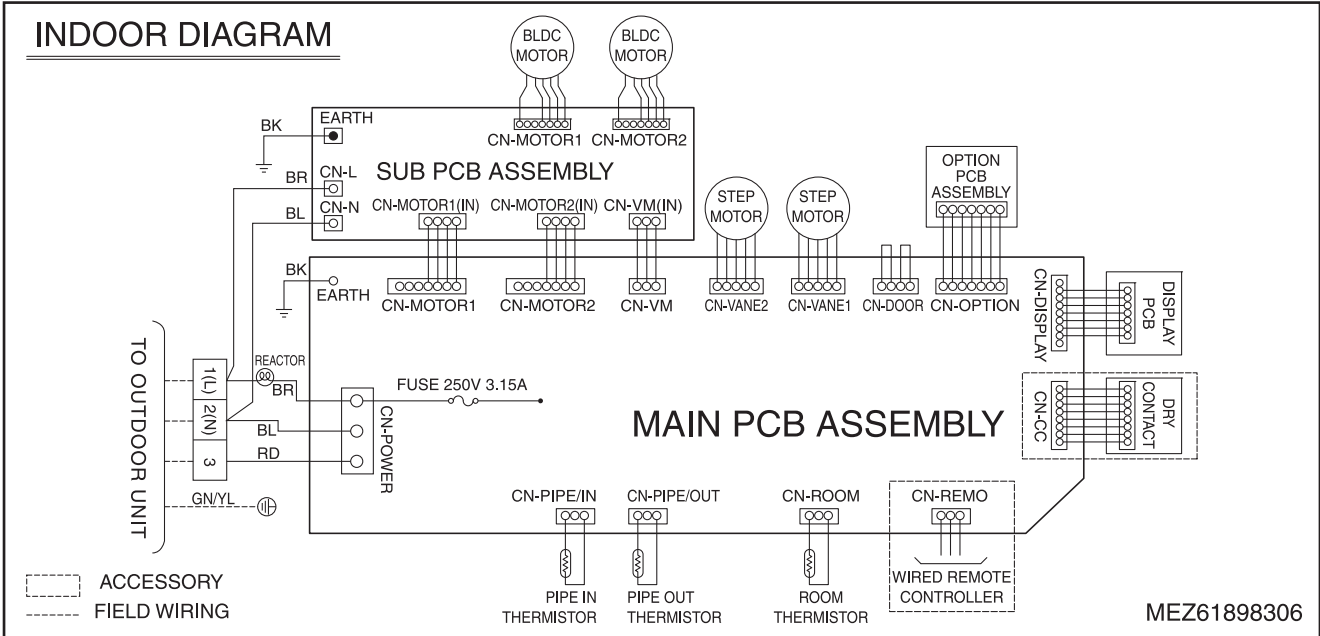 INDOOR DIAGRAM
BLDC
MOTOR
BLDC
MOTOR
EARTH
BK
CN-MOTOR1
CN-MOTOR2
SUB PCB ASSEMBLY
BR
CN-L
BL
CN-N
CN-MOTOR1(IN)
CN-MOTOR2(IN)
CN-VM(IN)
STEP
MOTOR
STEP
MOTOR
OPTION
PCB
ASSEMBLY
BK
EARTH
CN-MOTOR1
CN-MOTOR2
CN-VM
CN-VANE2
CN-VANE1
CN-DOOR
CN-OPTION
CN-DISPLAY
DISPLAY
PCB
TO OUTDOOR UNIT
1(L)
2(N)
3
REACTOR
BR
BL
RD
GN/YL
CN-POWER
FUSE 250V 3.15A
MAIN PCB ASSEMBLY
CN-CC
DRY
CONTACT
CN-PIPE/IN
CN-PIPE/OUT
CN-ROOM
CN-REMO
PIPE IN
THERMISTOR
PIPE OUT
THERMISTOR
ROOM
THERMISTOR
WIRED REMOTE
CONTROLLER
ACCESSORY
FIELD WIRING
MEZ61898306